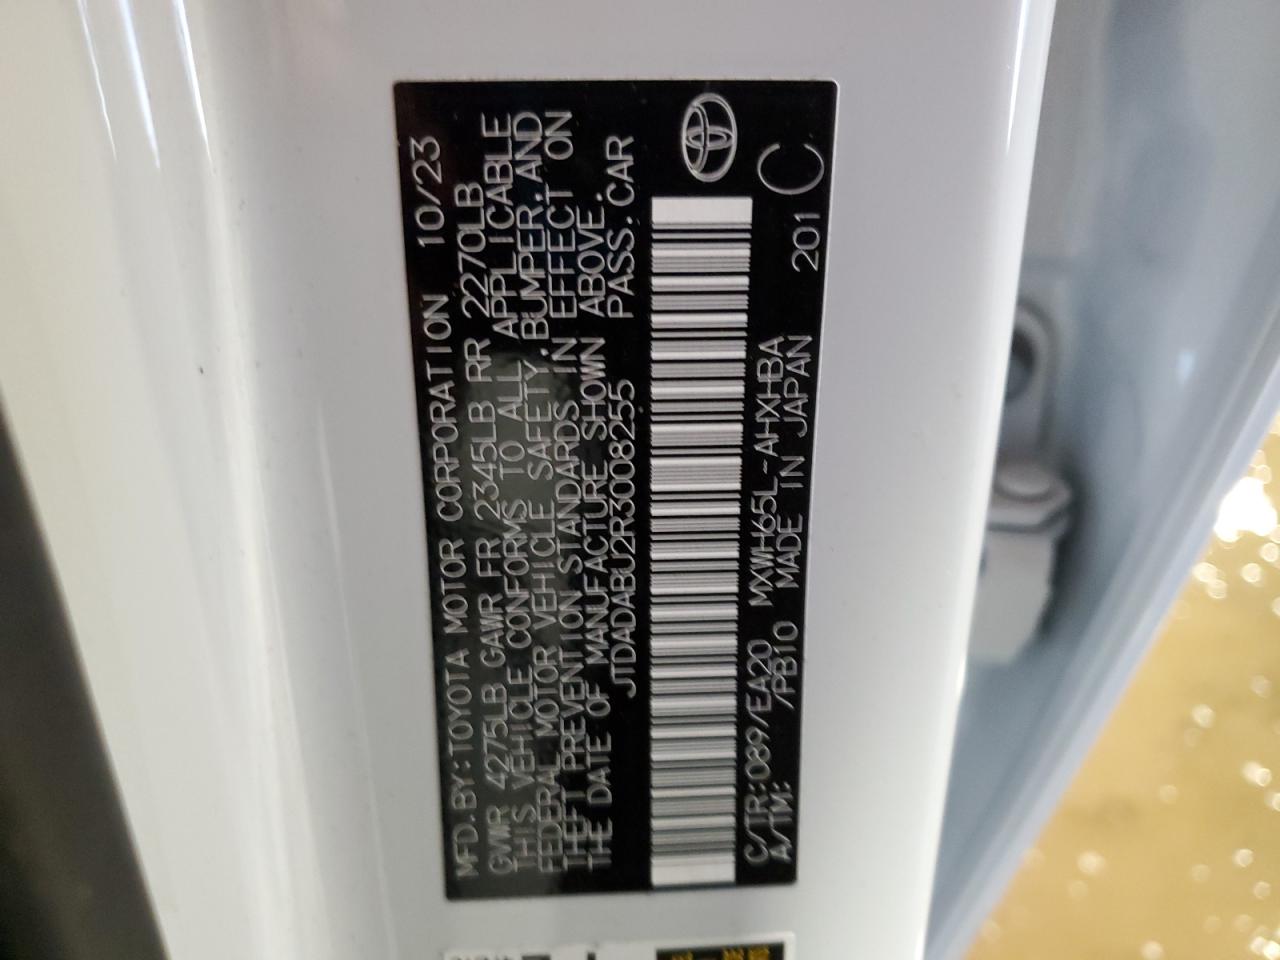 MFD.BY:TOYOTA MOTOR CORPORATION 10/23
GVWR 4275LB GAWR FR 2345LB RR 2270LB
THIS VEHICLE CONFORMS TO ALL APPLICABLE
FEDERAL MOTOR VEHICLE SAFETY,BUMPER,AND
THEFT PREVENTION STANDARDS IN EFFECT ON
THE DATE OF MANUFACTURE SHOWN ABOVE.
JTDADABU2R3008255 PASS.CAR
C/TR:089/EA20 MXWH65L-AHXHBA
A/TM: /PB10 MADE IN JAPAN 201 C